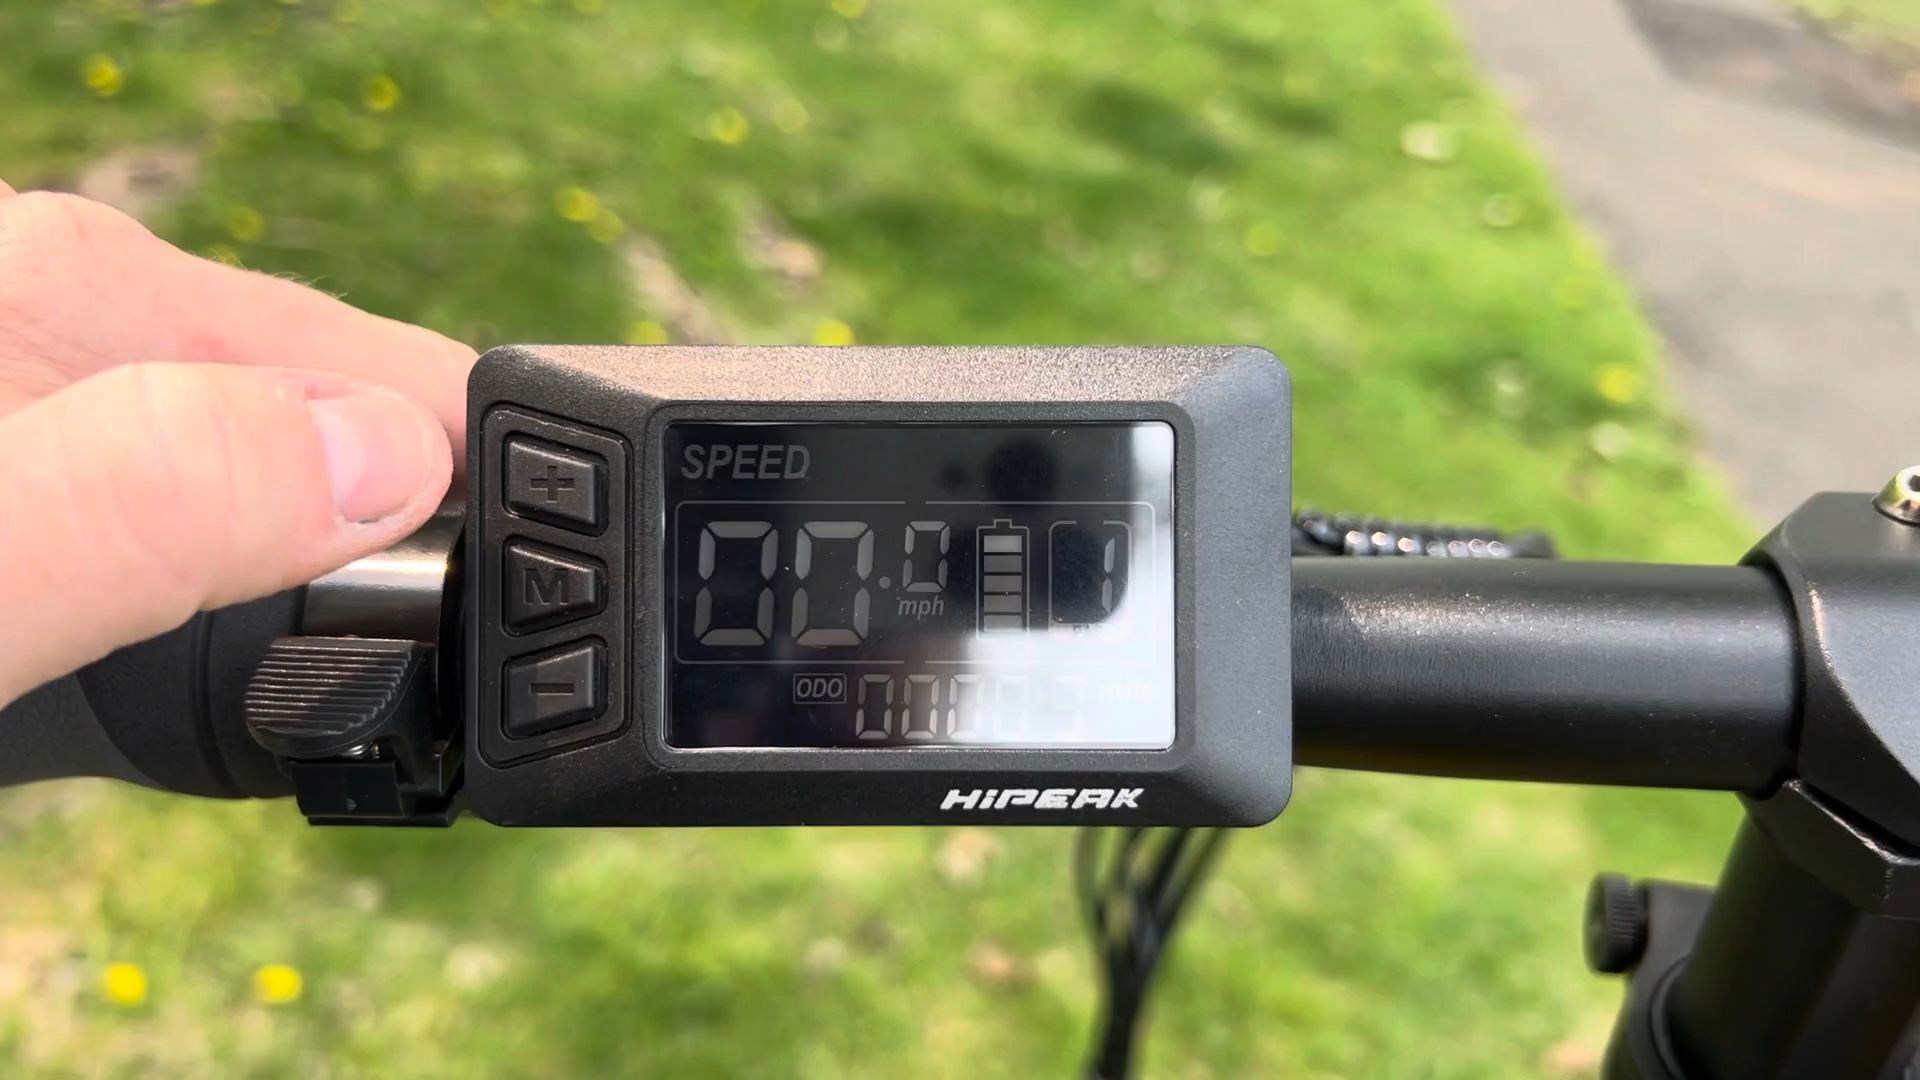 SPEED
+
00.0
mph
1
M
-
ODO
HiPEAK